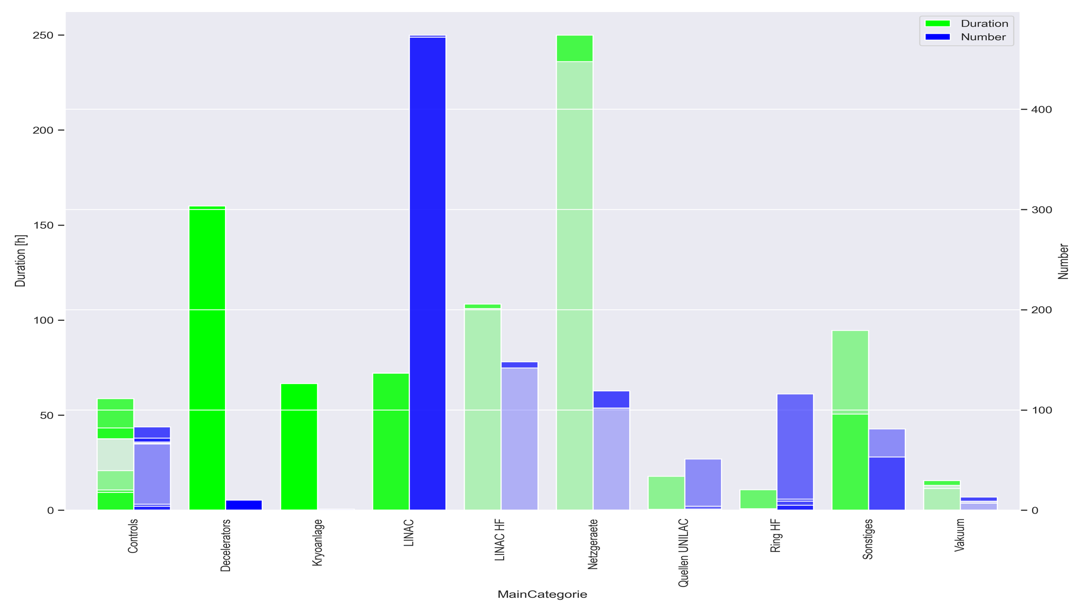 Duration
Number
250
200
150
100
50
0
Duration [h]
400
300
200
100
0
Number
Controls
Decelerators
Kryoanlage
LINAC
LINAC HF
Netzgeraete
Quellen UNILAC
Ring HF
Sonstiges
Vakuum
MainCategorie